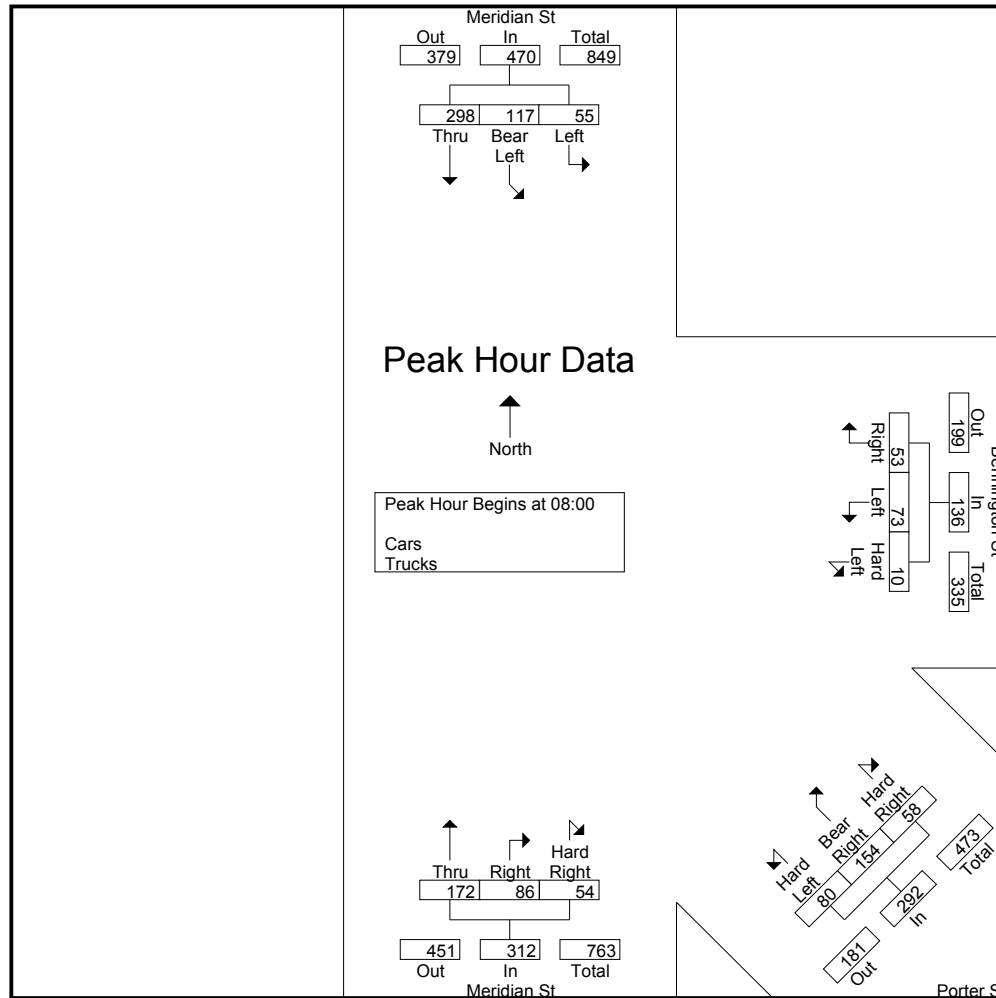 Meridian St
Out In Total
379 470 849
298 117 55
Thru Bear Left Left
Peak Hour Data
North
Peak Hour Begins at 08:00
Cars
Trucks
Out In Total
199 136 335
53 73 10
Right Left Hard Left
Hard Left Bear Right Hard Right
80 154 58
181 292 473
Out In Total
Thru Right Hard Right
172 86 54
451 312 763
Out In Total
Meridian St
Porter